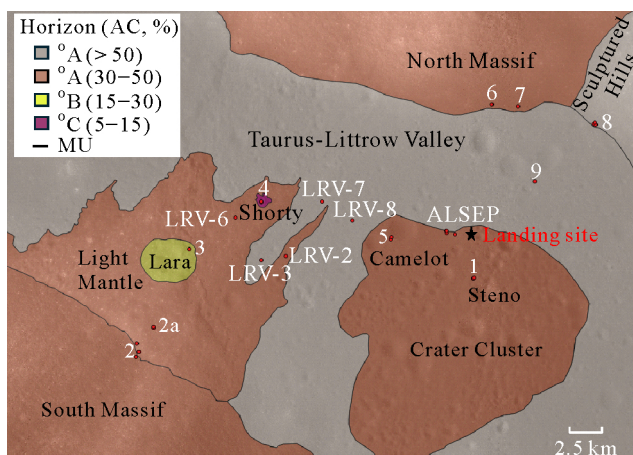 Horizon (AC, %)
°A (> 50)
°A (30−50)
°B (15−30)
°C (5−15)
MU
North Massif
Sculptured Hills
6
7
8
Taurus-Littrow Valley
9
4
LRV-7
LRV-6
Shorty
LRV-8
ALSEP
Landing site
3
5
Light
Mantle
Lara
LRV-3
LRV-2
Camelot
1
Steno
2a
2
Crater Cluster
South Massif
2.5 km